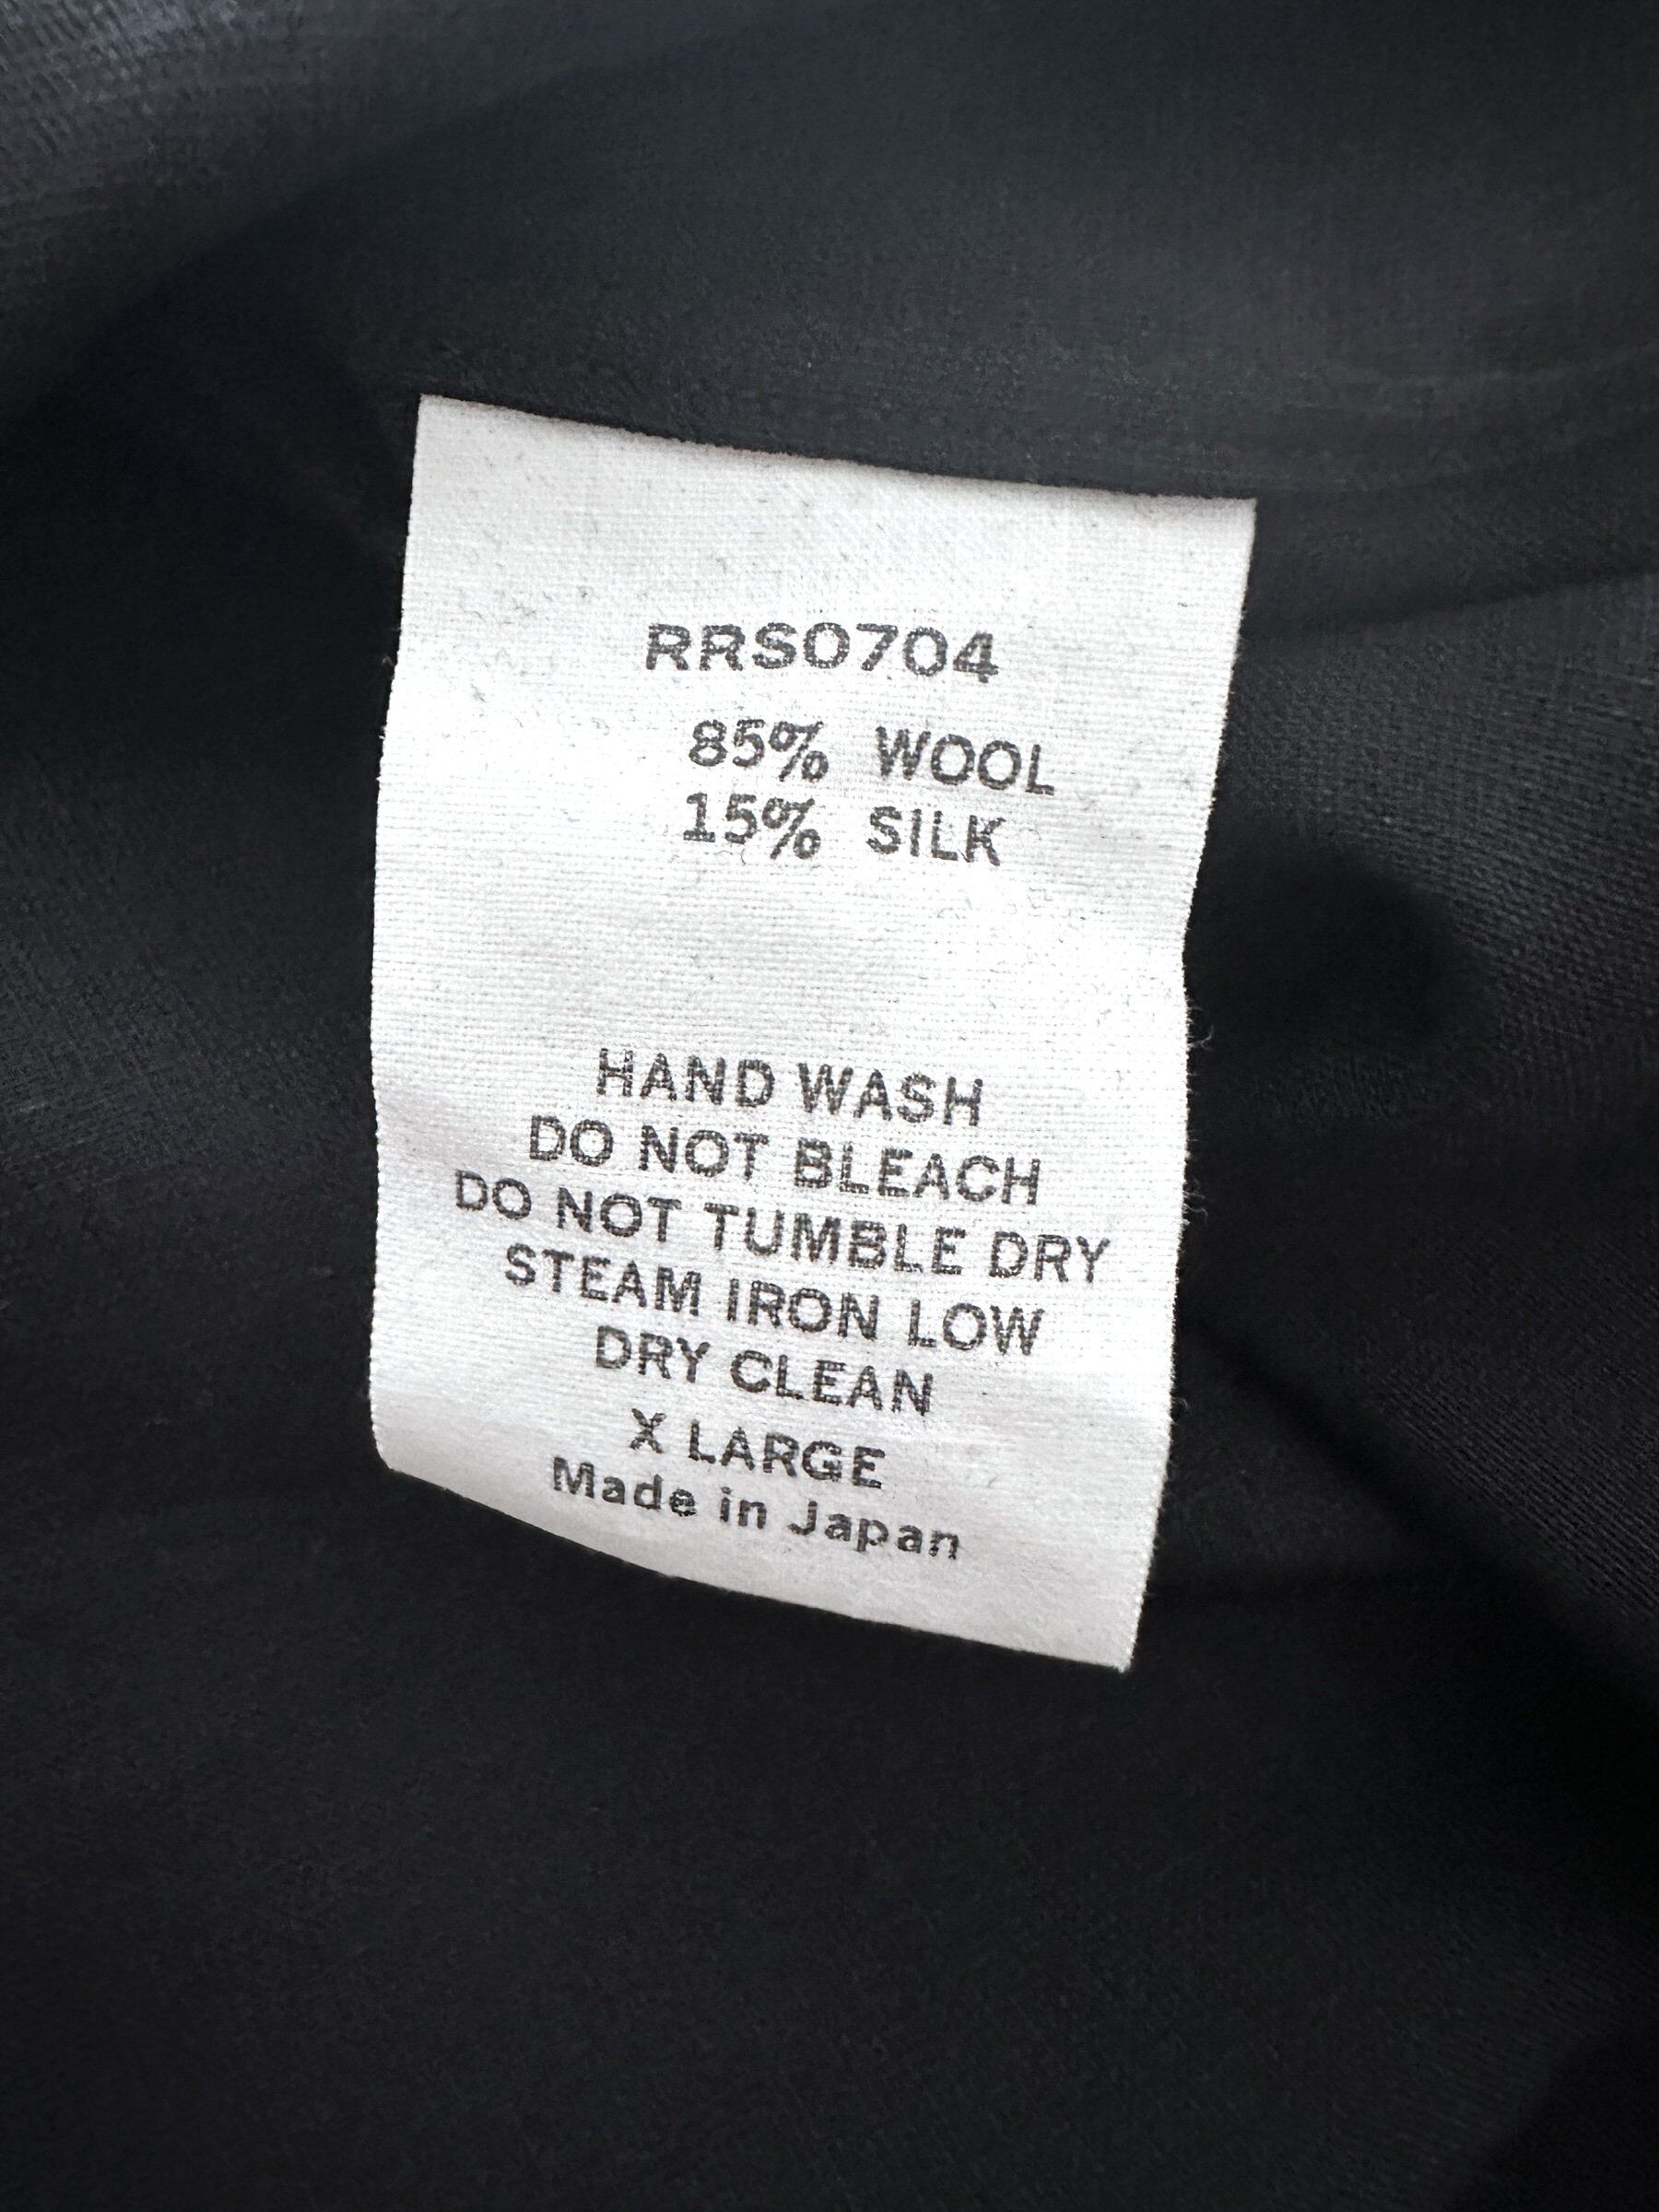 RRS0704
85% WOOL
15% SILK
HAND WASH
DO NOT BLEACH
DO NOT TUMBLE DRY
STEAM IRON LOW
DRY CLEAN
X LARGE
Made in Japan